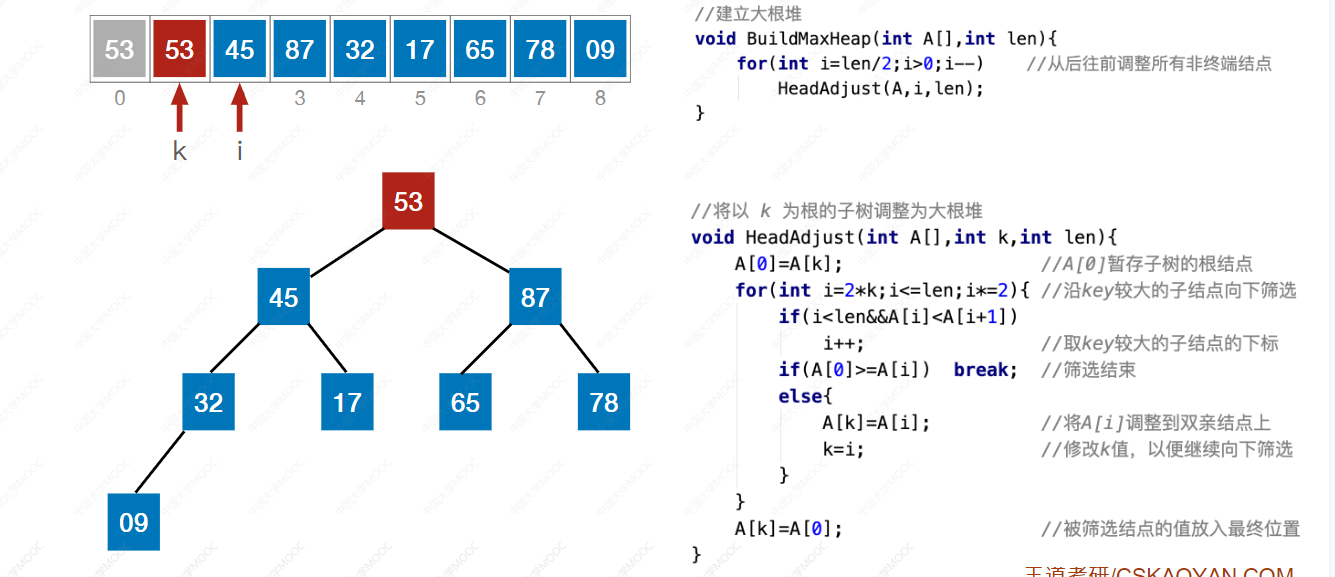 53 53 45 87 32 17 65 78 09
0 3 4 5 6 7 8
k i
53
45 87
32 17 65 78
09
//建立大根堆
void BuildMaxHeap(int A[],int len){
for(int i=len/2;i>0;i--) //从后往前调整所有非终端结点
HeadAdjust(A,i,len);
}
//将以 k 为根的子树调整为大根堆
void HeadAdjust(int A[],int k,int len){
A[0]=A[k]; //A[0]暂存子树的根结点
for(int i=2*k;i<=len;i*=2){ //沿key较大的子结点向下筛选
if(i<len&&A[i]<A[i+1])
i++; //取key较大的子结点的下标
if(A[0]>=A[i]) break; //筛选结束
else{
A[k]=A[i]; //将A[i]调整到双亲结点上
k=i; //修改k值，以便继续向下筛选
}
}
A[k]=A[0]; //被筛选结点的值放入最终位置
}
王道考研/CSKAOYAN.COM